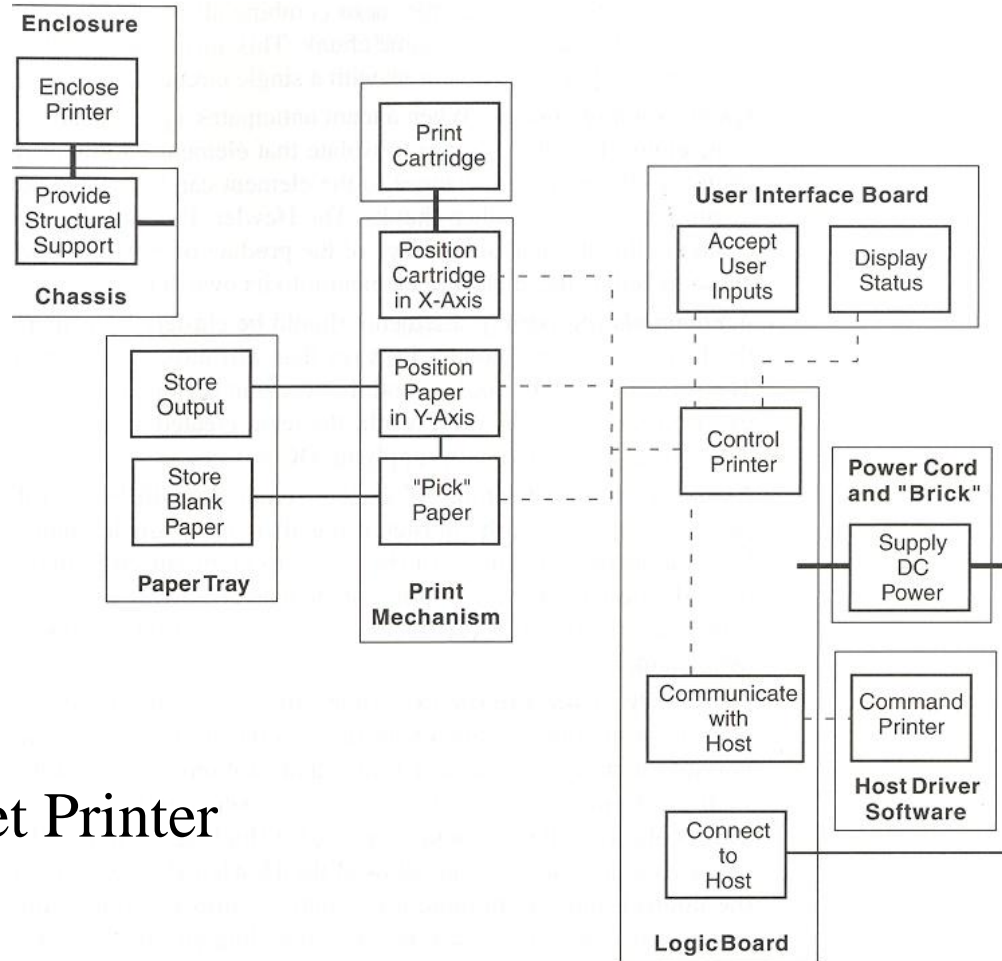 Enclosure
Enclose
Printer
Provide
Structural
Support
Chassis
Print
Cartridge
Position
Cartridge
in X-Axis
Position
Paper
in Y-Axis
"Pick"
Paper
Print
Mechanism
Store
Output
Store
Blank
Paper
Paper Tray
User Interface Board
Accept
User
Inputs
Display
Status
Control
Printer
Power Cord
and "Brick"
Supply
DC
Power
Communicate
with
Host
Command
Printer
Host Driver
Software
Connect
to
Host
Logic Board
et Printer